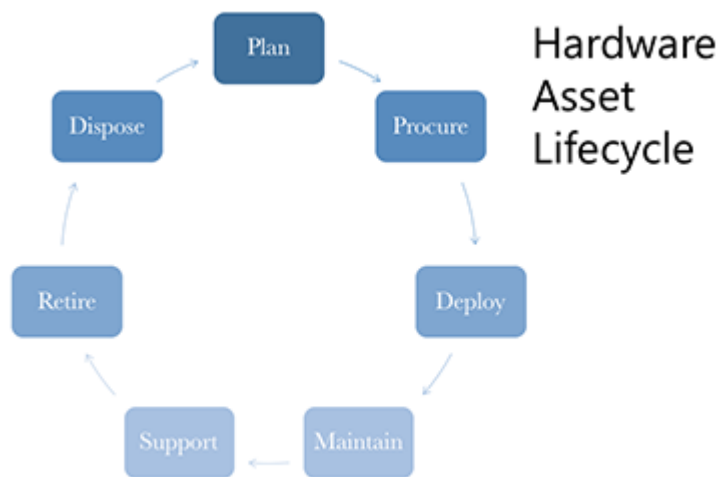 Plan
Hardware
Asset
Lifecycle
Dispose
Procure
Retire
Deploy
Support
Maintain